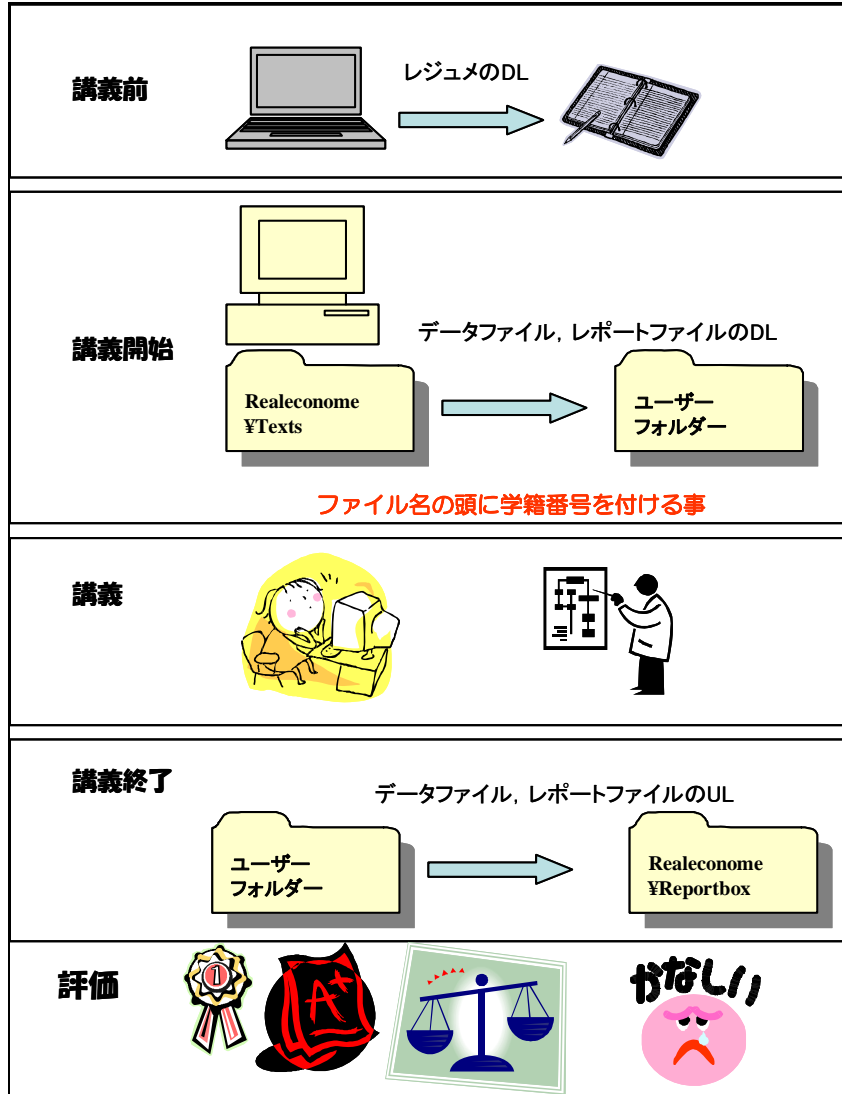 講義前
レジュメのDL
講義開始
データファイル，レポートファイルのDL
Realeconome
¥Texts
ユーザー
フォルダー
ファイル名の頭に学籍番号を付ける事
講義
講義終了
データファイル，レポートファイルのUL
ユーザー
フォルダー
Realeconome
¥Reportbox
評価
1
A+
かなしい